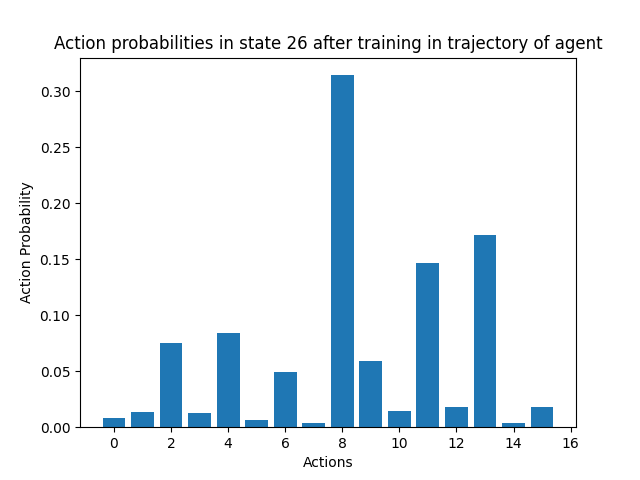 Action probabilities in state 26 after training in trajectory of agent
0.30
0.25
0.20
0.15
0.10
0.05
0.00
Action Probability
0 2 4 6 8 10 12 14 16
Actions